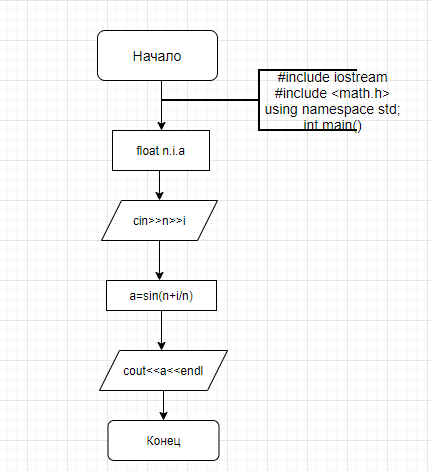 Начало
#include iostream
#include <math.h>
using namespace std;
int main()
float n.i.a
cin>>n>>i
a=sin(n+i/n)
cout<<a<<endl
Конец